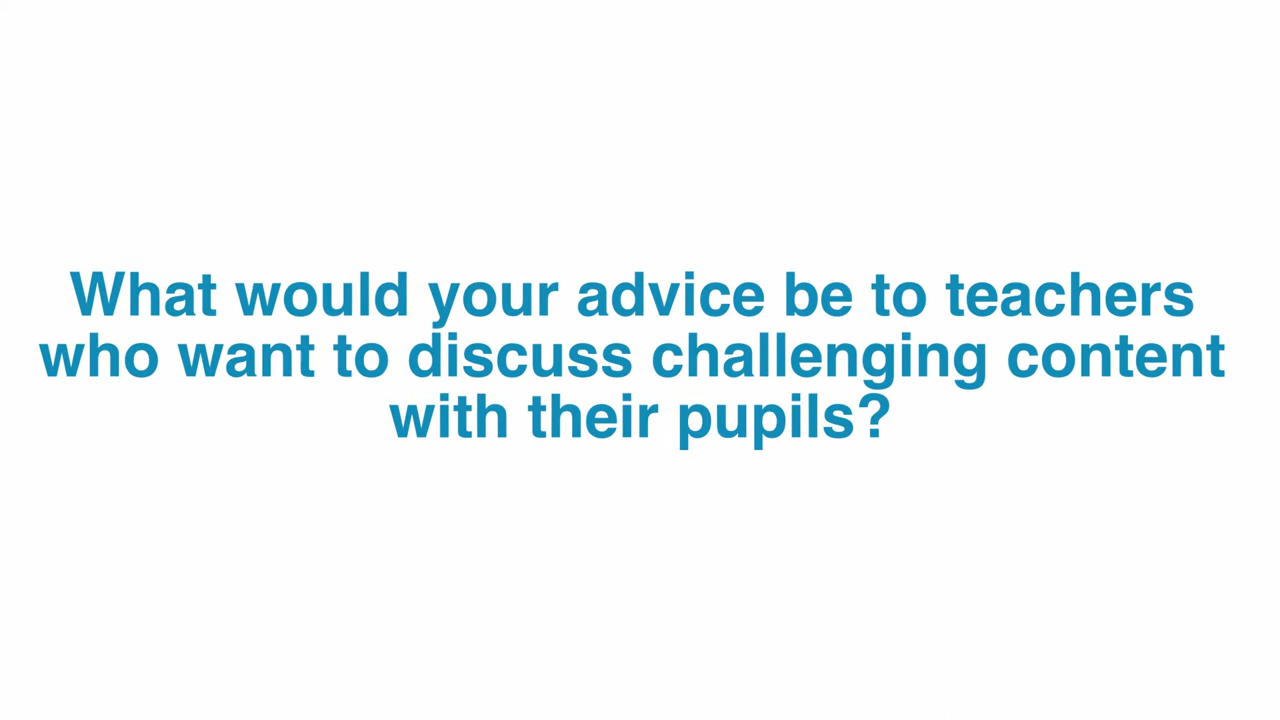 What would your advice be to teachers
who want to discuss challenging content
with their pupils?